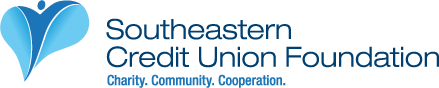 Southeastern
Credit Union Foundation
Charity. Community. Cooperation.